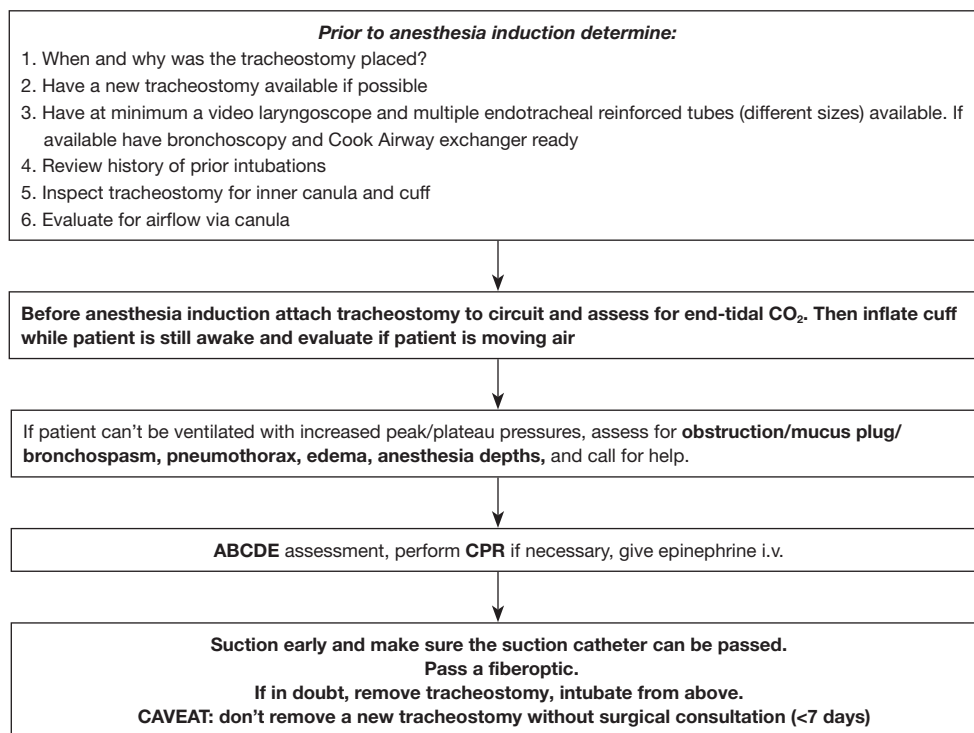 Prior to anesthesia induction determine:
1. When and why was the tracheostomy placed?
2. Have a new tracheostomy available if possible
3. Have at minimum a video laryngoscope and multiple endotracheal reinforced tubes (different sizes) available. If
available have bronchoscopy and Cook Airway exchanger ready
4. Review history of prior intubations
5. Inspect tracheostomy for inner canula and cuff
6. Evaluate for airflow via canula
Before anesthesia induction attach tracheostomy to circuit and assess for end-tidal CO₂. Then inflate cuff
while patient is still awake and evaluate if patient is moving air
If patient can’t be ventilated with increased peak/plateau pressures, assess for obstruction/mucus plug/
bronchospasm, pneumothorax, edema, anesthesia depths, and call for help.
ABCDE assessment, perform CPR if necessary, give epinephrine i.v.
Suction early and make sure the suction catheter can be passed.
Pass a fiberoptic.
If in doubt, remove tracheostomy, intubate from above.
CAVEAT: don’t remove a new tracheostomy without surgical consultation (<7 days)